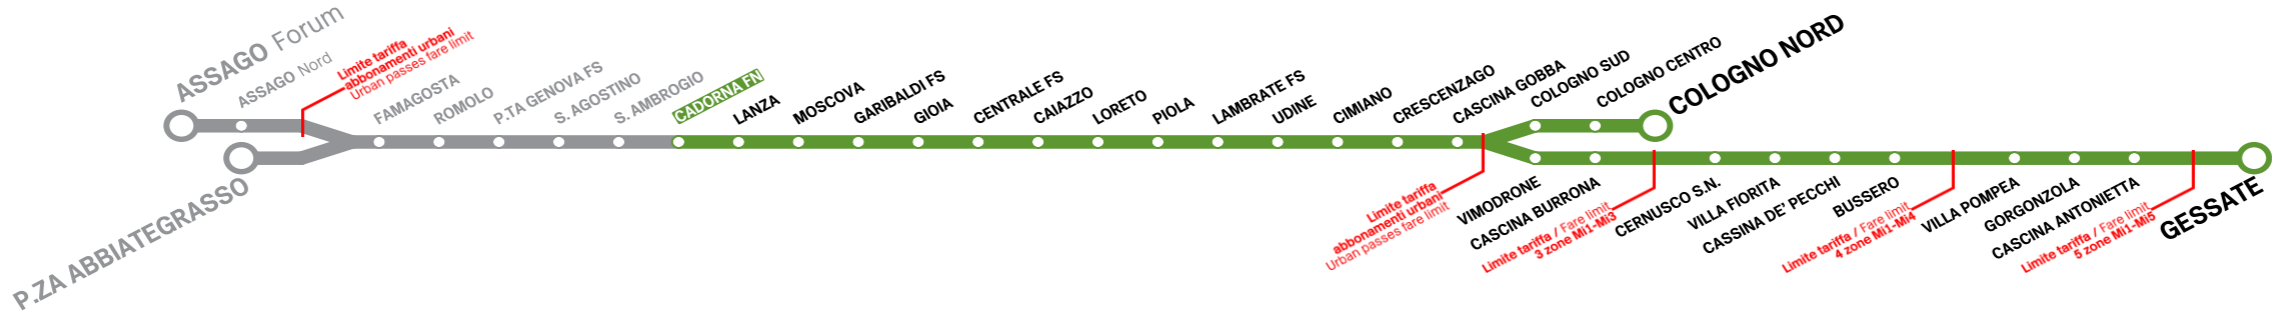 ASSAGO Forum
ASSAGO Nord
Limite tariffa
abbonamenti urbani
Urban passes fare limit
P.ZA ABBIATEGRASSO
FAMAGOSTA
ROMOLO
P.TA GENOVA FS
S. AGOSTINO
S. AMBROGIO
CADORNA FN
LANZA
MOSCOVA
GARIBALDI FS
GIOIA
CENTRALE FS
CAIAZZO
LORETO
PIOLA
LAMBRATE FS
UDINE
CIMIANO
CRESCENZAGO
CASCINA GOBBA
COLOGNO SUD
COLOGNO CENTRO
COLOGNO NORD
Limite tariffa
abbonamenti urbani
Urban passes fare limit
VIMODRONE
CASCINA BURRONA
Limite tariffa / Fare limit
3 zone Mi1-Mi3
CERNUSCO S.N.
VILLA FIORITA
CASSINA DE' PECCHI
BUSSERO
Limite tariffa / Fare limit
4 zone Mi1-Mi4
VILLA POMPEA
GORGONZOLA
CASCINA ANTONIETTA
Limite tariffa / Fare limit
5 zone Mi1-Mi5
GESSATE